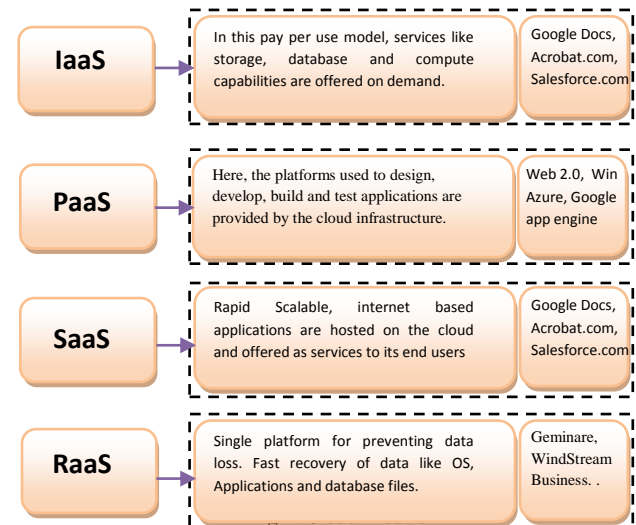 IaaS
In this pay per use model, services like
storage, database and compute
capabilities are offered on demand.
Google Docs,
Acrobat.com,
Salesforce.com
PaaS
Here, the platforms used to design,
develop, build and test applications are
provided by the cloud infrastructure.
Web 2.0, Win
Azure, Google
app engine
SaaS
Rapid Scalable, internet based
applications are hosted on the cloud
and offered as services to its end users
Google Docs,
Acrobat.com,
Salesforce.com
RaaS
Single platform for preventing data
loss. Fast recovery of data like OS,
Applications and database files.
Geminare,
WindStream
Business. .